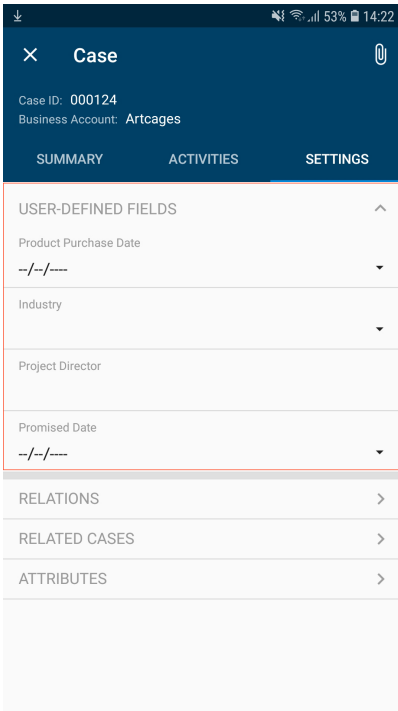 53% 14:22
Case
Case ID: 000124
Business Account: Artcages
SUMMARY ACTIVITIES SETTINGS
USER-DEFINED FIELDS
Product Purchase Date
--/--/----
Industry
Project Director
Promised Date
--/--/----
RELATIONS
RELATED CASES
ATTRIBUTES